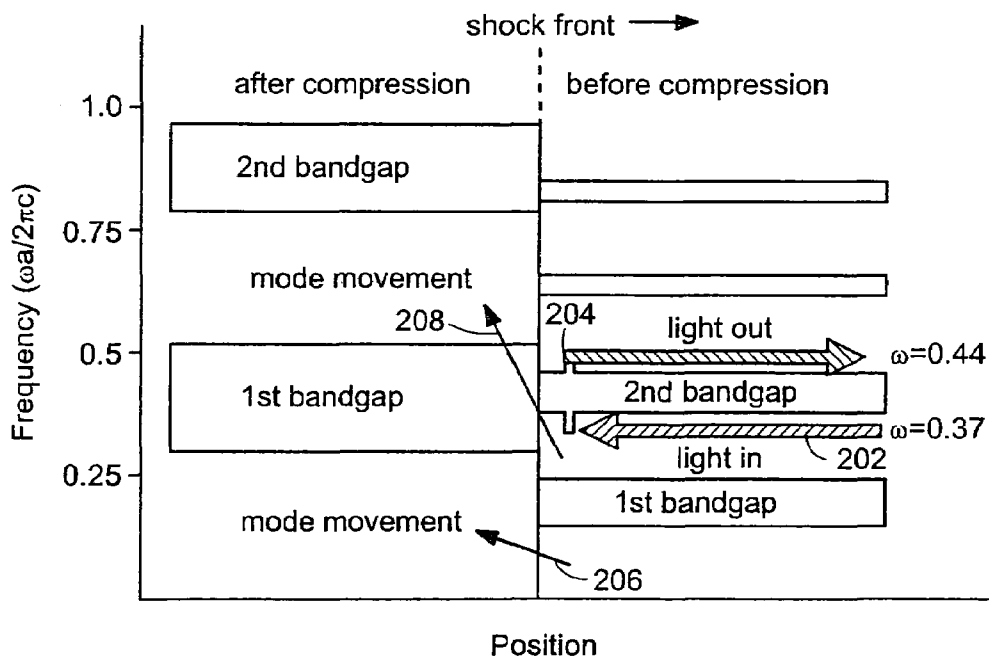 shock front
after compression
before compression
1.0
2nd bandgap
0.75
mode movement
208
204
light out
0.5
ω=0.44
1st bandgap
2nd bandgap
ω=0.37
light in
202
0.25
1st bandgap
mode movement
206
Frequency (ωa/2πc)
Position